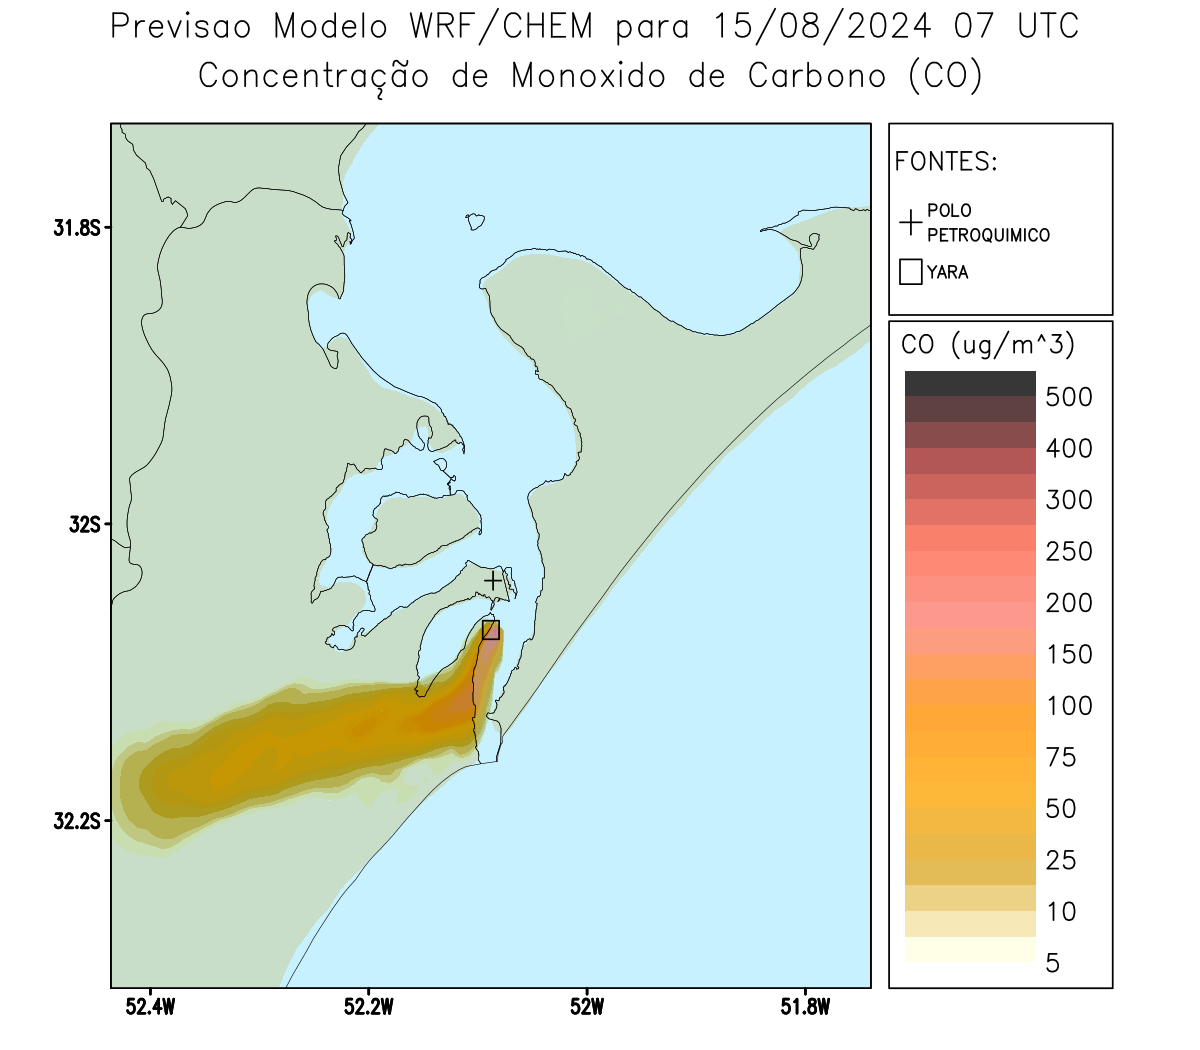 Previsao Modelo WRF/CHEM para 15/08/2024 07 UTC
Concentração de Monoxido de Carbono (CO)
FONTES:
POLO
PETROQUIMICO
YARA
CO (ug/m^3)
500
400
300
250
200
150
100
75
50
25
10
5
31.8S
32S
32.2S
52.4W
52.2W
52W
51.8W